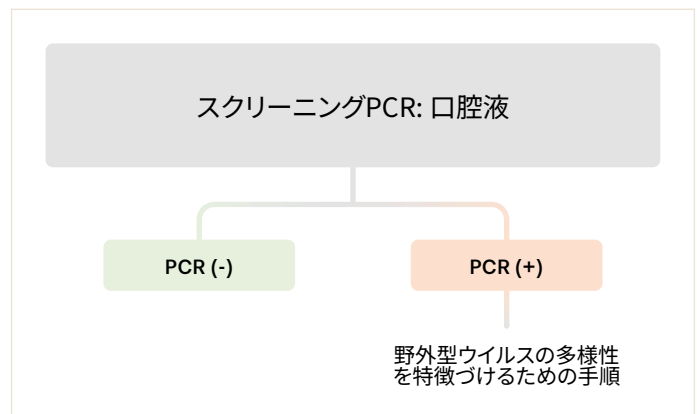 スクリーニングPCR: 口腔液
PCR (-)
PCR (+)
野外型ウイルスの多様性
を特徴づけるための手順